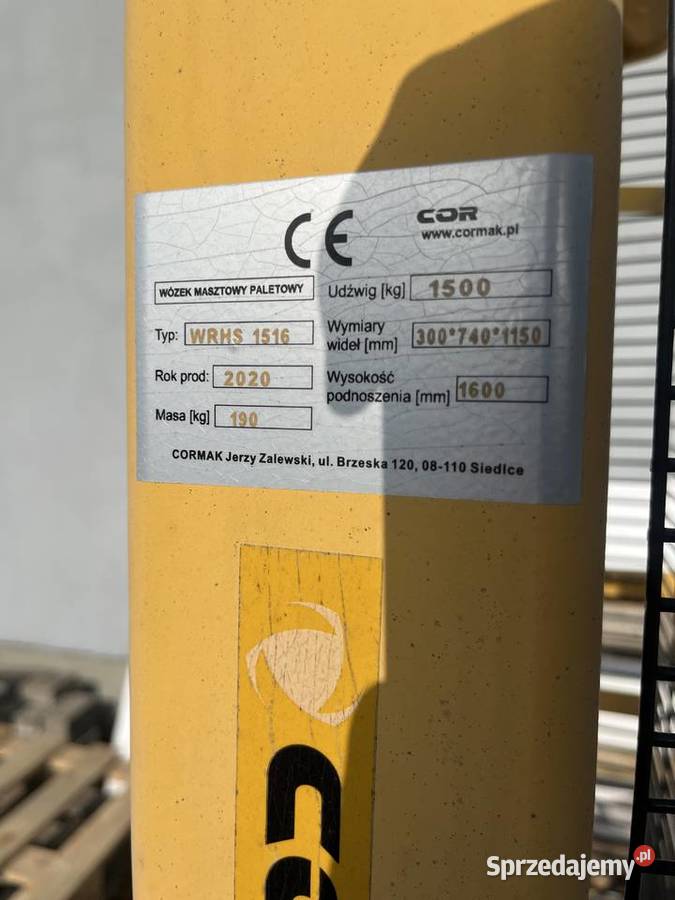 CE
COR
www.cormak.pl
WÓZEK MASZTOWY PALETOWY
Udźwig [kg] 1500
Typ: WRHS 1516
Wymiary
wideł [mm] 300*740*1150
Rok prod: 2020
Wysokość
podnoszenia [mm] 1600
Masa [kg] 190
CORMAK Jerzy Zalewski, ul. Brzeska 120, 08-110 Siedlce
Sprzedajemy.pl